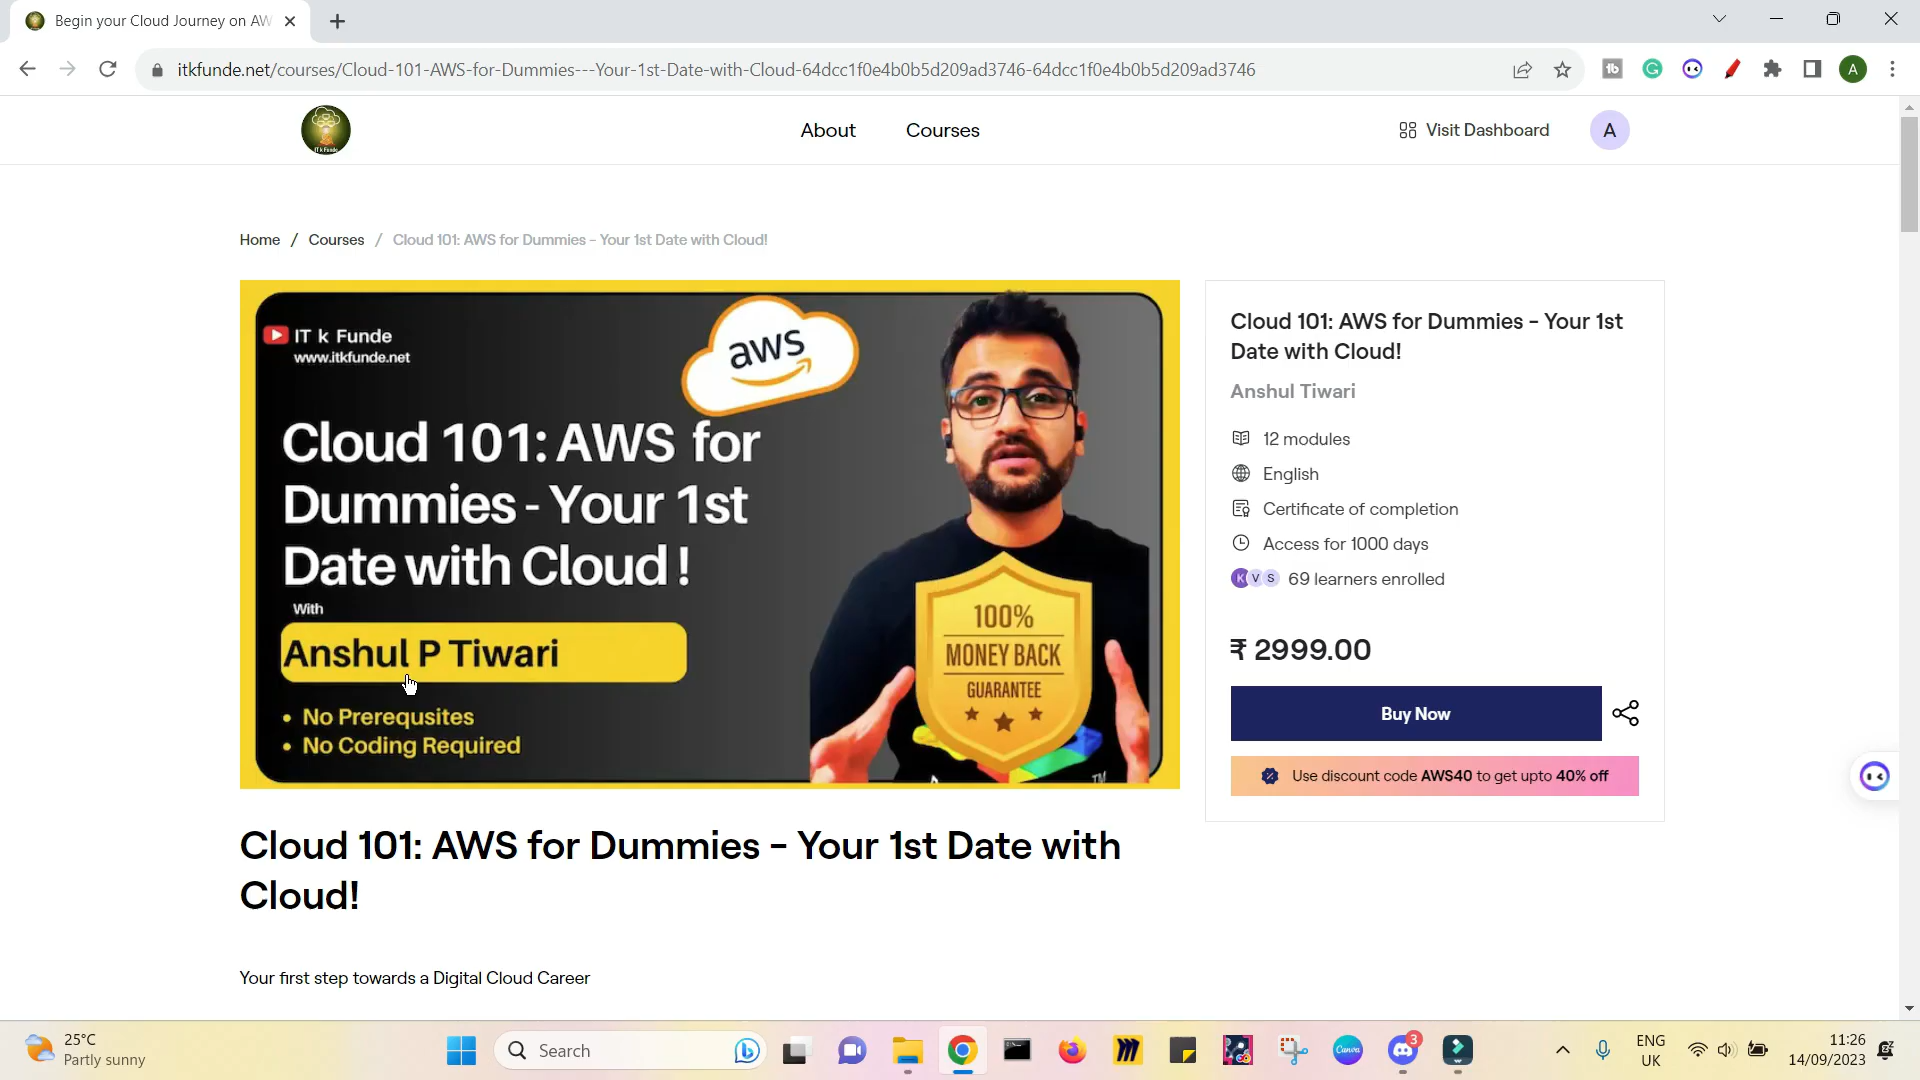 Begin your Cloud Journey on AW
itkfunde.net/courses/Cloud-101-AWS-for-Dummies---Your-1st-Date-with-Cloud-64dcc1f0e4b0b5d209ad3746-64dcc1f0e4b0b5d209ad3746
A
IT k Funde
About
Courses
Visit Dashboard
A
Home / Courses / Cloud 101: AWS for Dummies - Your 1st Date with Cloud!
IT k Funde
www.itkfunde.net
aws
Cloud 101: AWS for
Dummies - Your 1st
Date with Cloud !
With
Anshul P Tiwari
• No Prerequsites
• No Coding Required
100%
MONEY BACK
GUARANTEE
TM
Cloud 101: AWS for Dummies - Your 1st
Date with Cloud!
Anshul Tiwari
12 modules
English
Certificate of completion
Access for 1000 days
K V S 69 learners enrolled
₹ 2999.00
Buy Now
Use discount code AWS40 to get upto 40% off
Cloud 101: AWS for Dummies - Your 1st Date with
Cloud!
Your first step towards a Digital Cloud Career
25°C
Partly sunny
Search
Canva
3
ENG
UK
11:26
14/09/2023